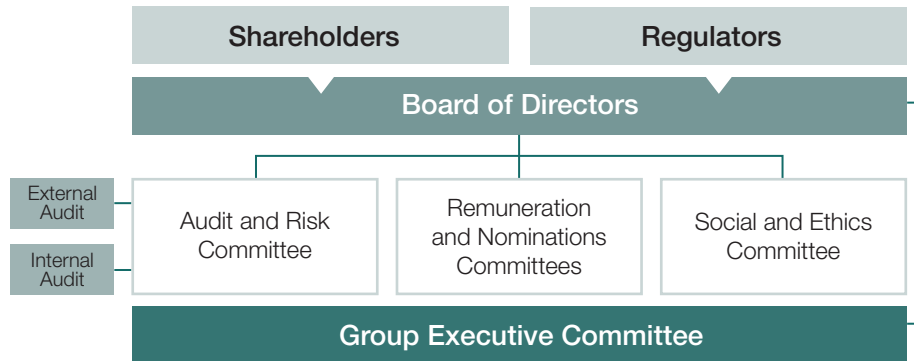 Shareholders
Regulators
Board of Directors
External
Audit
Internal
Audit
Audit and Risk
Committee
Remuneration
and Nominations
Committees
Social and Ethics
Committee
Group Executive Committee